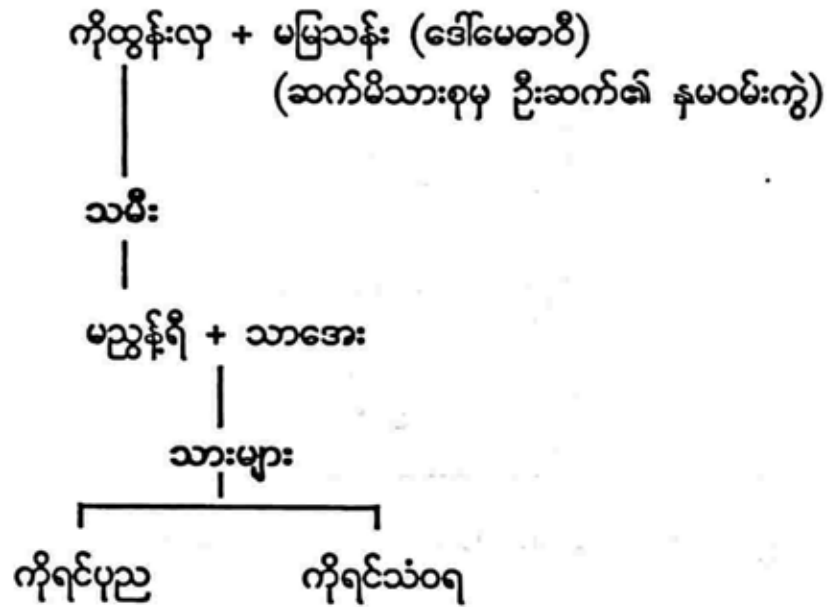 ကိုထွန်းလှ + မမြသန်း (ဒေါ်မေဓာဝီ)
(ဆက်မိသားစုမှ ဦးဆက်၏ နှမဝမ်းကွဲ)
သမီး
မညွန့်ရီ + သာအေး
သားများ
ကိုရင်ပုည ကိုရင်သံဝရ